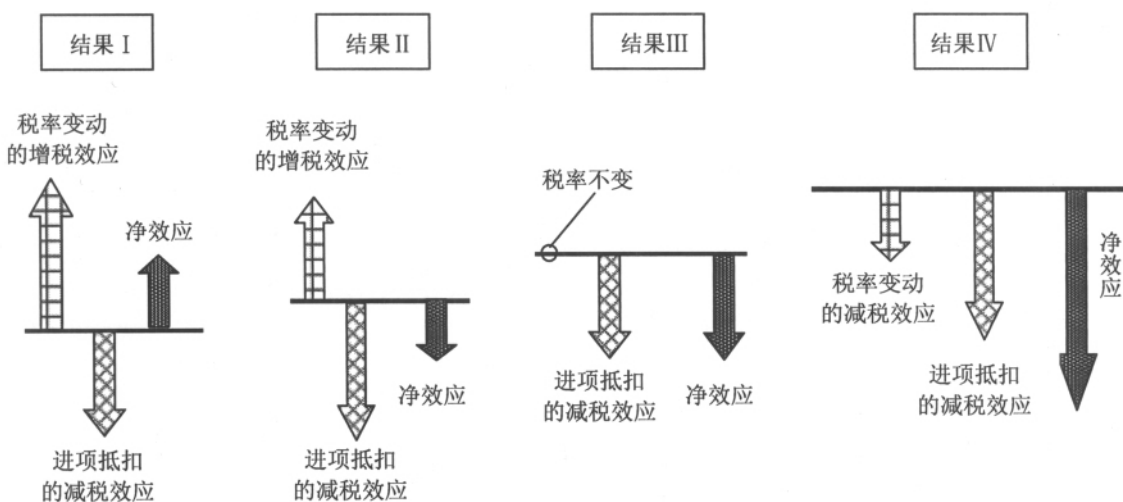 结果Ⅰ
结果Ⅱ
结果Ⅲ
结果Ⅳ
税率变动
的增税效应
净效应
进项抵扣
的减税效应
税率变动
的增税效应
净效应
进项抵扣
的减税效应
税率不变
进项抵扣
的减税效应
净效应
税率变动
的减税效应
进项抵扣
的减税效应
净效应